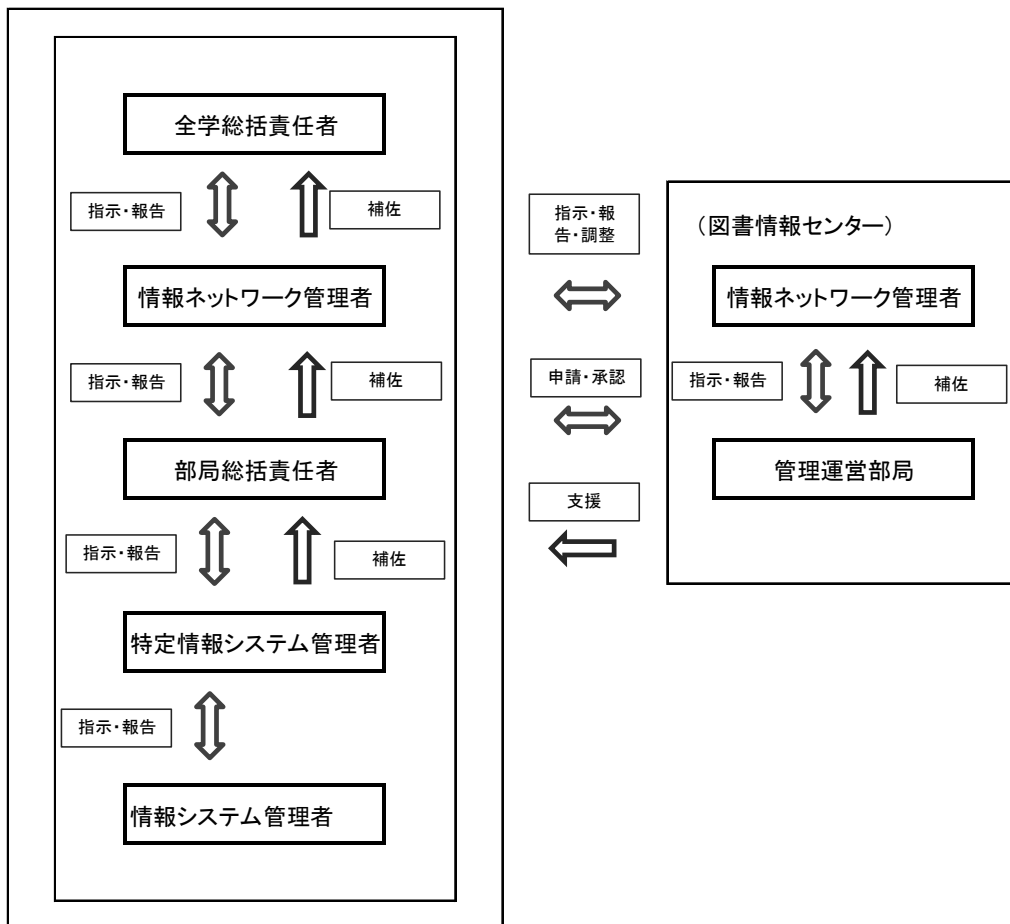 全学総括責任者
指示・報告
補佐
情報ネットワーク管理者
指示・報告
補佐
部局総括責任者
指示・報告
補佐
特定情報システム管理者
指示・報告
情報システム管理者
指示・報
告・調整
申請・承認
支援
（図書情報センター）
情報ネットワーク管理者
指示・報告
補佐
管理運営部局